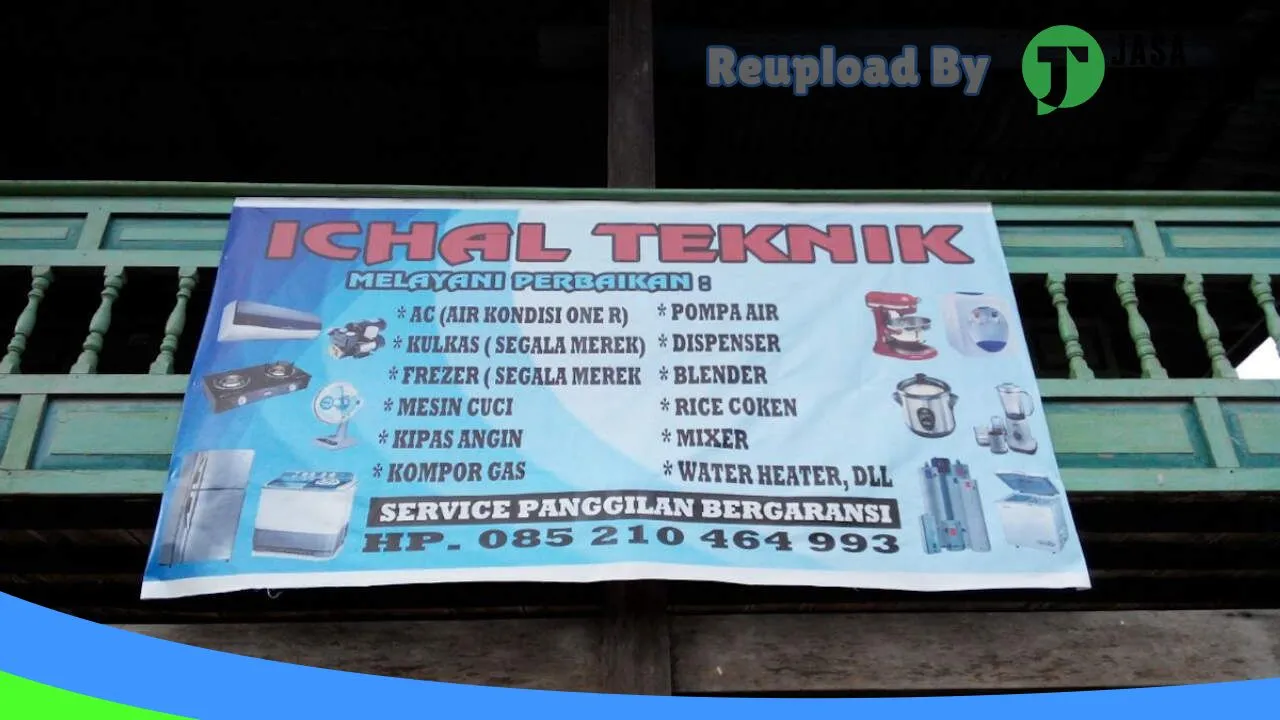 Reupload By
JASA
ICHAL TEKNIK
MELAYANI PERBAIKAN :
* AC (AIR KONDISI ONE R)
* KULKAS ( SEGALA MEREK)
* FREZER ( SEGALA MEREK
* MESIN CUCI
* KIPAS ANGIN
* KOMPOR GAS
* POMPA AIR
* DISPENSER
* BLENDER
* RICE COKEN
* MIXER
* WATER HEATER, DLL
SERVICE PANGGILAN BERGARANSI
HP. 085 210 464 993